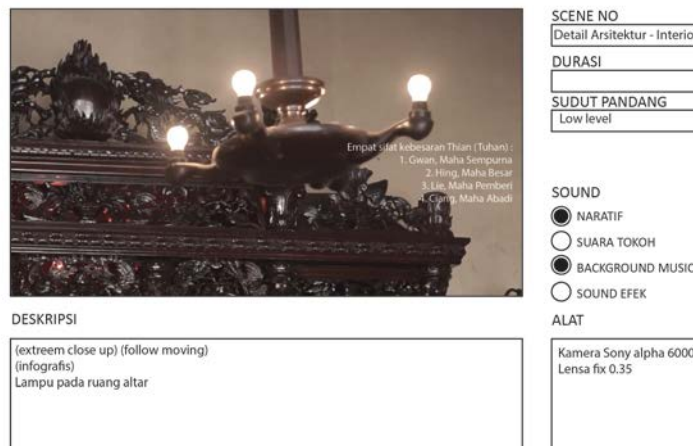 Empat sifat kebesaran Thian (Tuhan) :
1. Gwan, Maha Sempurna
2. Hing, Maha Besar
3. Lie, Maha Pemberi
4. Ciang, Maha Abadi
DESKRIPSI
(extreem close up) (follow moving)
(infografis)
Lampu pada ruang altar
SCENE NO
Detail Arsitektur - Interio
DURASI
SUDUT PANDANG
Low level
SOUND
NARATIF
SUARA TOKOH
BACKGROUND MUSIC
SOUND EFEK
ALAT
Kamera Sony alpha 6000
Lensa fix 0.35